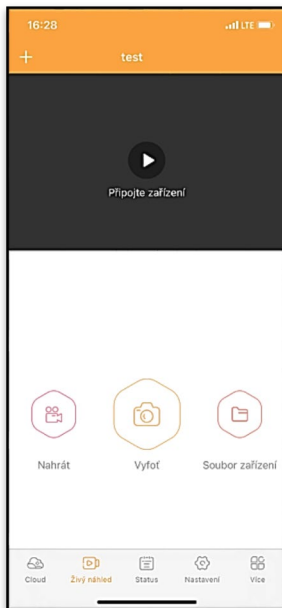 16:28 LTE
+ test
Připojte zařízení
Nahrát Vyfoť Soubor zařízení
Cloud Živý náhled Status Nastavení Více